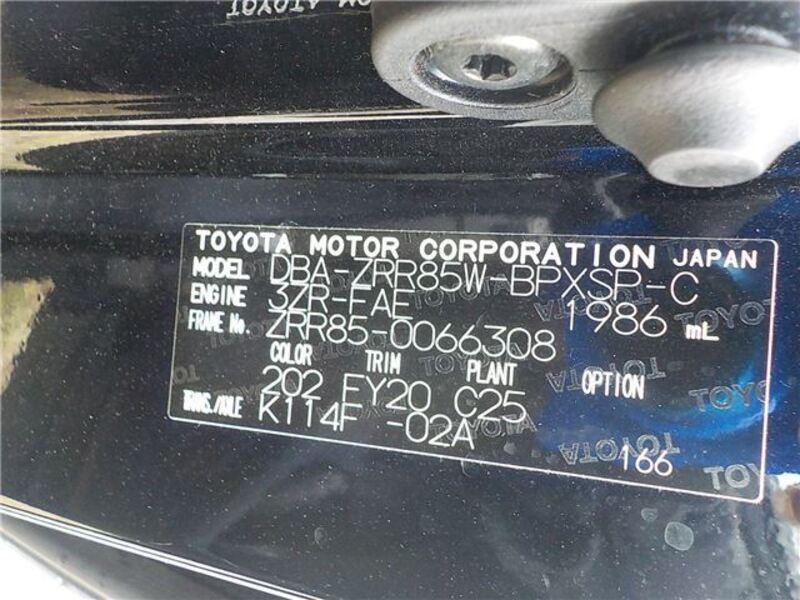 TOYOTA MOTOR CORPORATION JAPAN
MODEL DBA-ZRR85W-BPXSP-C
ENGINE 3ZR-FAE 1986 mL
FRAME No. ZRR85-0066308
COLOR TRIM PLANT OPTION
202 FY20 C25
TRANS./AXLE K114F -02A
166